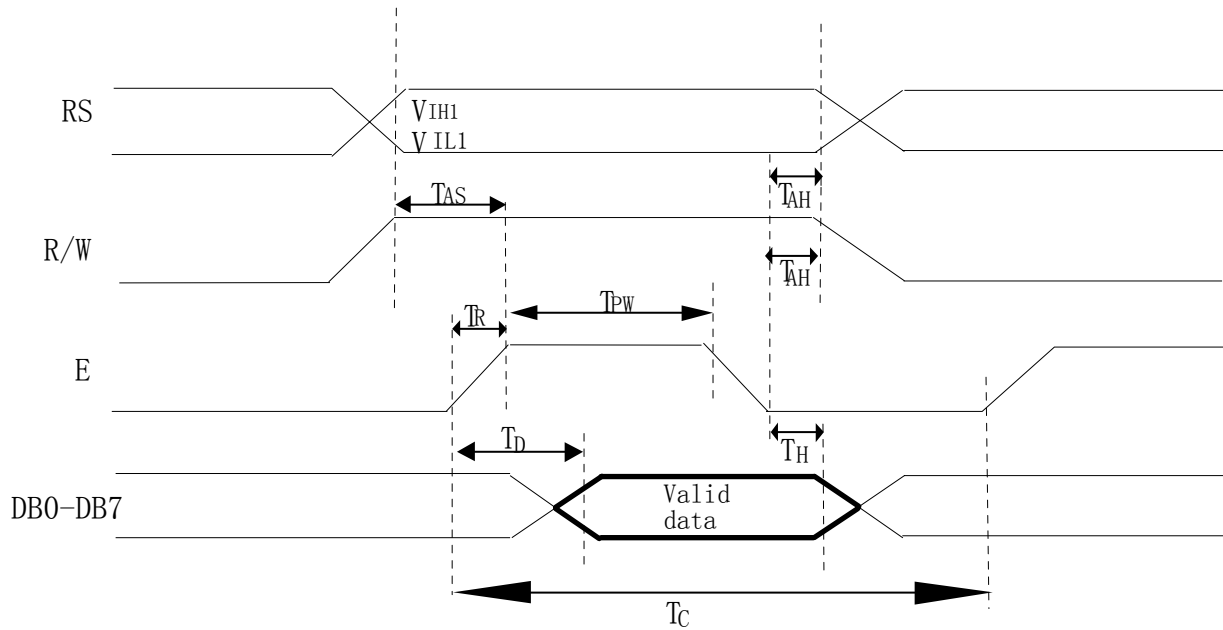 RS
VIH1
VIL1
TAS
TAH
R/W
TAH
TR
TPW
E
TD
TH
DB0-DB7
Valid
data
TC